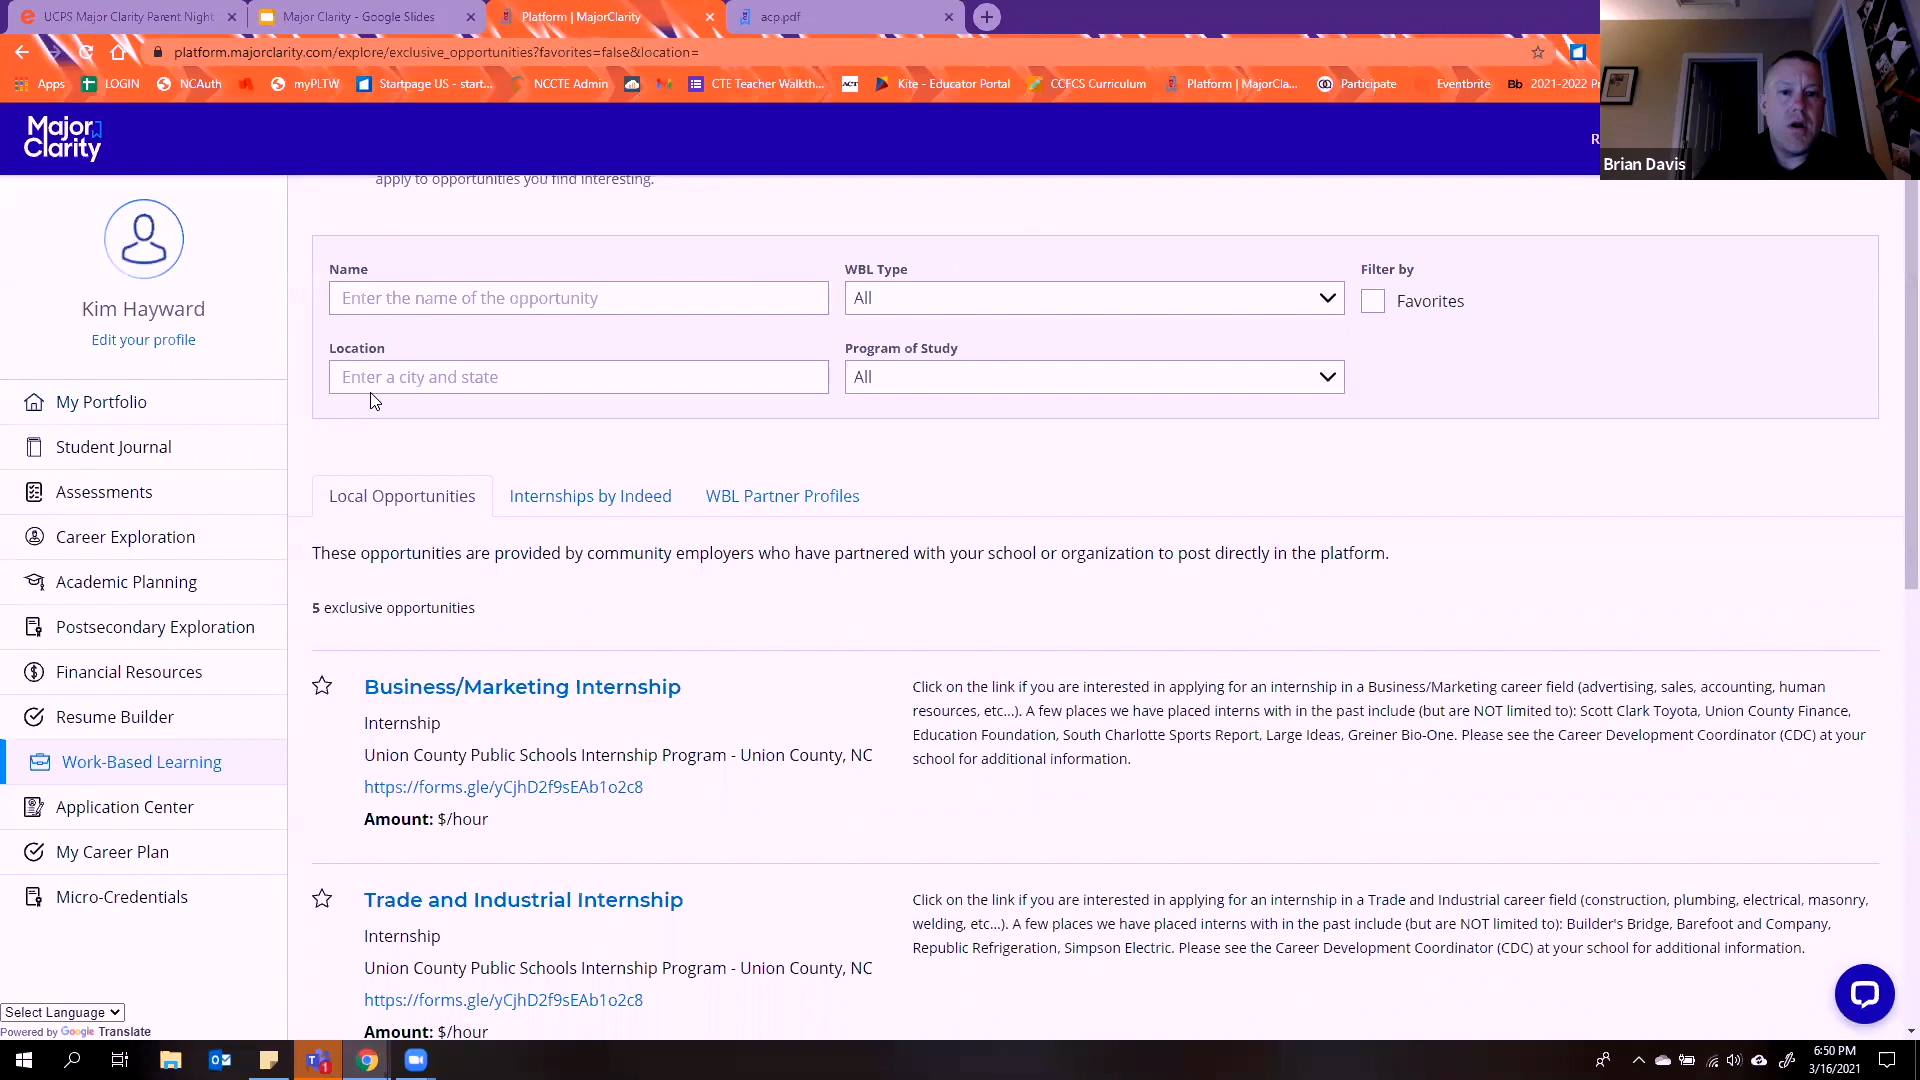 UCPS Major Clarity Parent Night
Major Clarity - Google Slides
Platform | MajorClarity
acp.pdf
platform.majorclarity.com/explore/exclusive_opportunities?favorites=false&location=
Apps
LOGIN
NCAuth
myPLTW
Startpage US - start...
NCCTE Admin
CTE Teacher Walkth...
ACT
Kite - Educator Portal
CCFCS Curriculum
Platform | MajorCla...
Participate
Eventbrite
Bb 2021-2022 P
Brian Davis
Major
Clarity
R
apply to opportunities you find interesting.
Kim Hayward
Edit your profile
My Portfolio
Student Journal
Assessments
Career Exploration
Academic Planning
Postsecondary Exploration
Financial Resources
Resume Builder
Work-Based Learning
Application Center
My Career Plan
Micro-Credentials
Select Language
Powered by Google Translate
Name
Enter the name of the opportunity
WBL Type
All
Filter by
Favorites
Location
Enter a city and state
Program of Study
All
Local Opportunities
Internships by Indeed
WBL Partner Profiles
These opportunities are provided by community employers who have partnered with your school or organization to post directly in the platform.
5 exclusive opportunities
Business/Marketing Internship
Internship
Union County Public Schools Internship Program - Union County, NC
https://forms.gle/yCjhD2f9sEAb1o2c8
Amount: $/hour
Click on the link if you are interested in applying for an internship in a Business/Marketing career field (advertising, sales, accounting, human
resources, etc...). A few places we have placed interns with in the past include (but are NOT limited to): Scott Clark Toyota, Union County Finance,
Education Foundation, South Charlotte Sports Report, Large Ideas, Greiner Bio-One. Please see the Career Development Coordinator (CDC) at your
school for additional information.
Trade and Industrial Internship
Internship
Union County Public Schools Internship Program - Union County, NC
https://forms.gle/yCjhD2f9sEAb1o2c8
Amount: $/hour
Click on the link if you are interested in applying for an internship in a Trade and Industrial career field (construction, plumbing, electrical, masonry,
welding, etc...). A few places we have placed interns with in the past include (but are NOT limited to): Builder's Bridge, Barefoot and Company,
Republic Refrigeration, Simpson Electric. Please see the Career Development Coordinator (CDC) at your school for additional information.
6:50 PM
3/16/2021